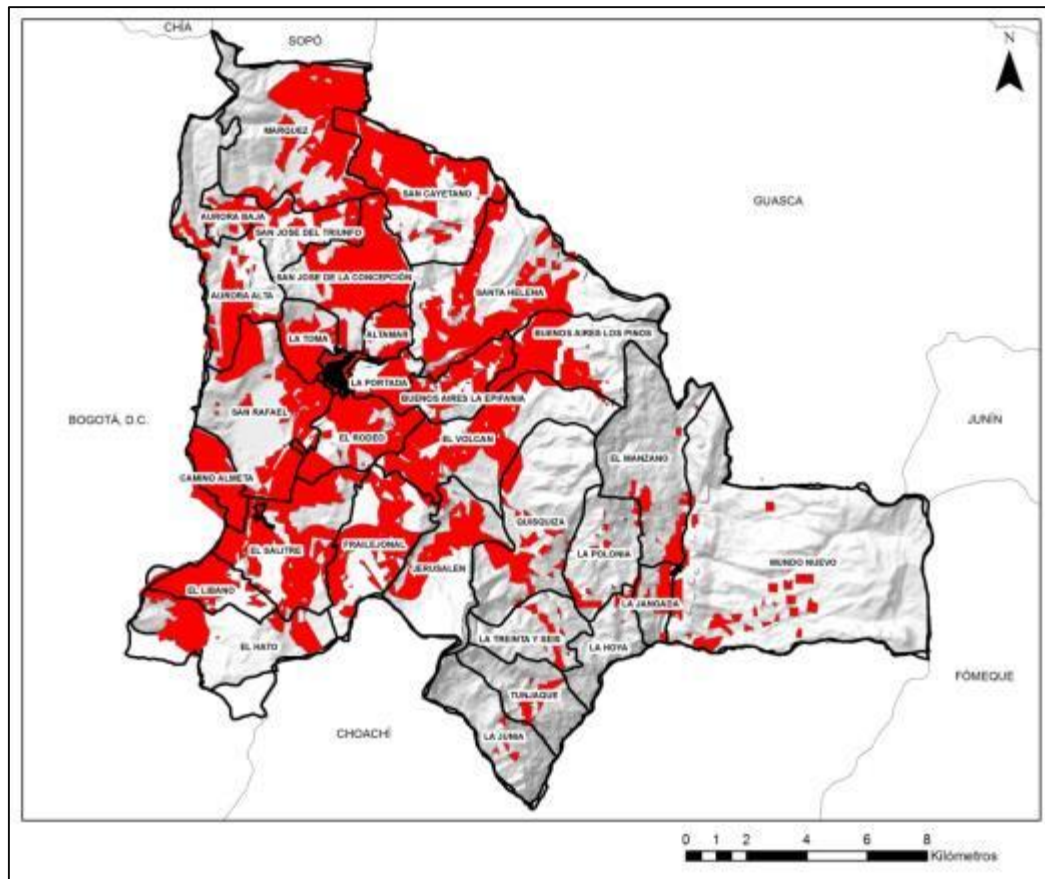 CHÍA
SOPÓ
N
MARQUEZ
SAN CAYETANO
GUASCA
AURORA BAJA
SAN JOSE DEL TRIUNFO
SAN JOSE DE LA CONCEPCIÓN
AURORA ALTA
SANTA HELENA
LA TOMA
ALTAMAR
BUENOS AIRES LOS PINOS
LA PORTADA
BUENOS AIRES LA EPIFANIA
SAN RAFAEL
BOGOTÁ, D.C.
JUNÍN
EL RODEO
EL VOLCAN
EL MANZANO
CAMINO AL META
QUISQUIZA
EL SALITRE
FRAILEJONAL
LA POLONIA
JERUSALEN
MUNDO NUEVO
EL LIBANO
LA JANGADA
LA TREINTA Y SEIS
EL HATO
LA HOYA
FÓMEQUE
TUNJAQUE
CHOACHÍ
LA JUNIA
0 1 2 4 6 8
Kilómetros